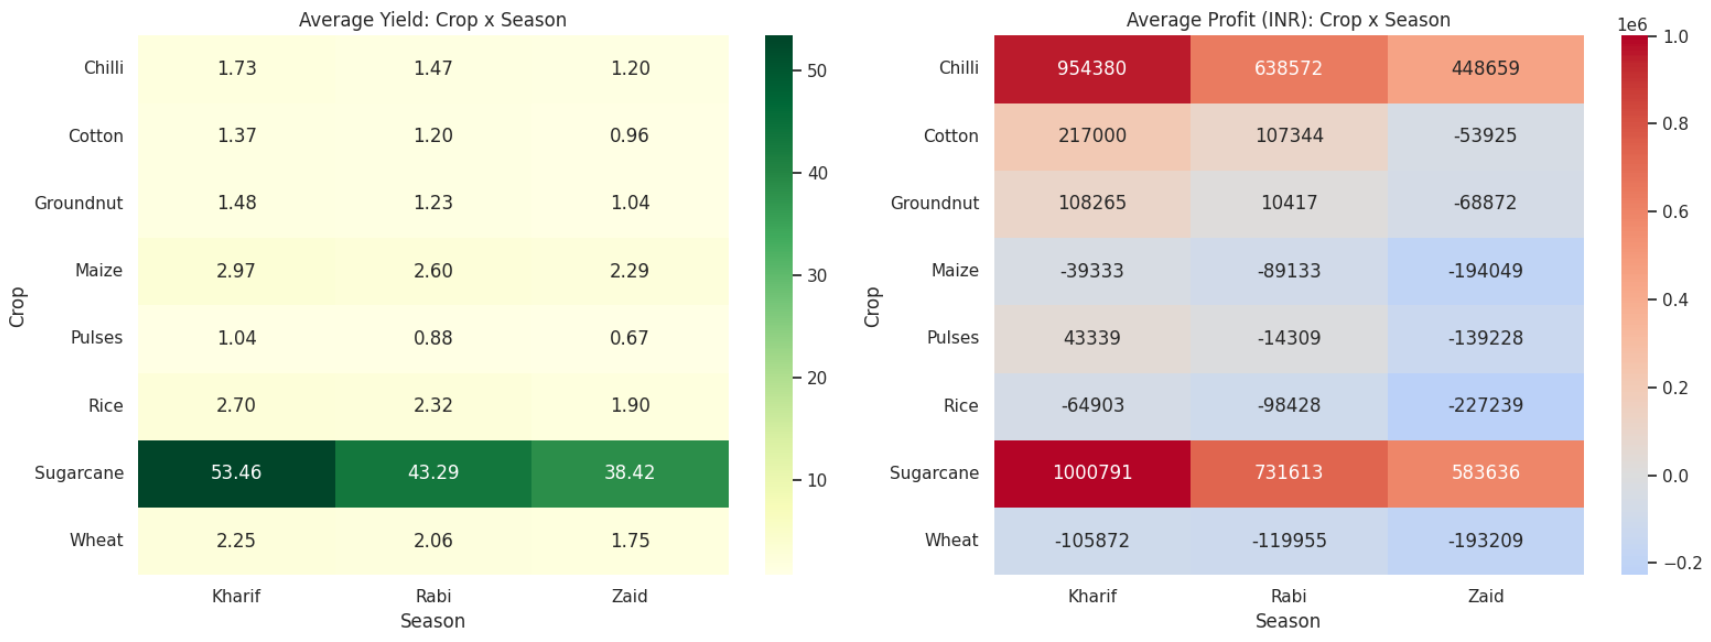 Average Yield: Crop x Season
Crop
Chilli 1.73 1.47 1.20
Cotton 1.37 1.20 0.96
Groundnut 1.48 1.23 1.04
Maize 2.97 2.60 2.29
Pulses 1.04 0.88 0.67
Rice 2.70 2.32 1.90
Sugarcane 53.46 43.29 38.42
Wheat 2.25 2.06 1.75
Kharif Rabi Zaid
Season
50
40
30
20
10
Average Profit (INR): Crop x Season
Crop
Chilli 954380 638572 448659
Cotton 217000 107344 -53925
Groundnut 108265 10417 -68872
Maize -39333 -89133 -194049
Pulses 43339 -14309 -139228
Rice -64903 -98428 -227239
Sugarcane 1000791 731613 583636
Wheat -105872 -119955 -193209
Kharif Rabi Zaid
Season
1e6
1.0
0.8
0.6
0.4
0.2
0.0
−0.2